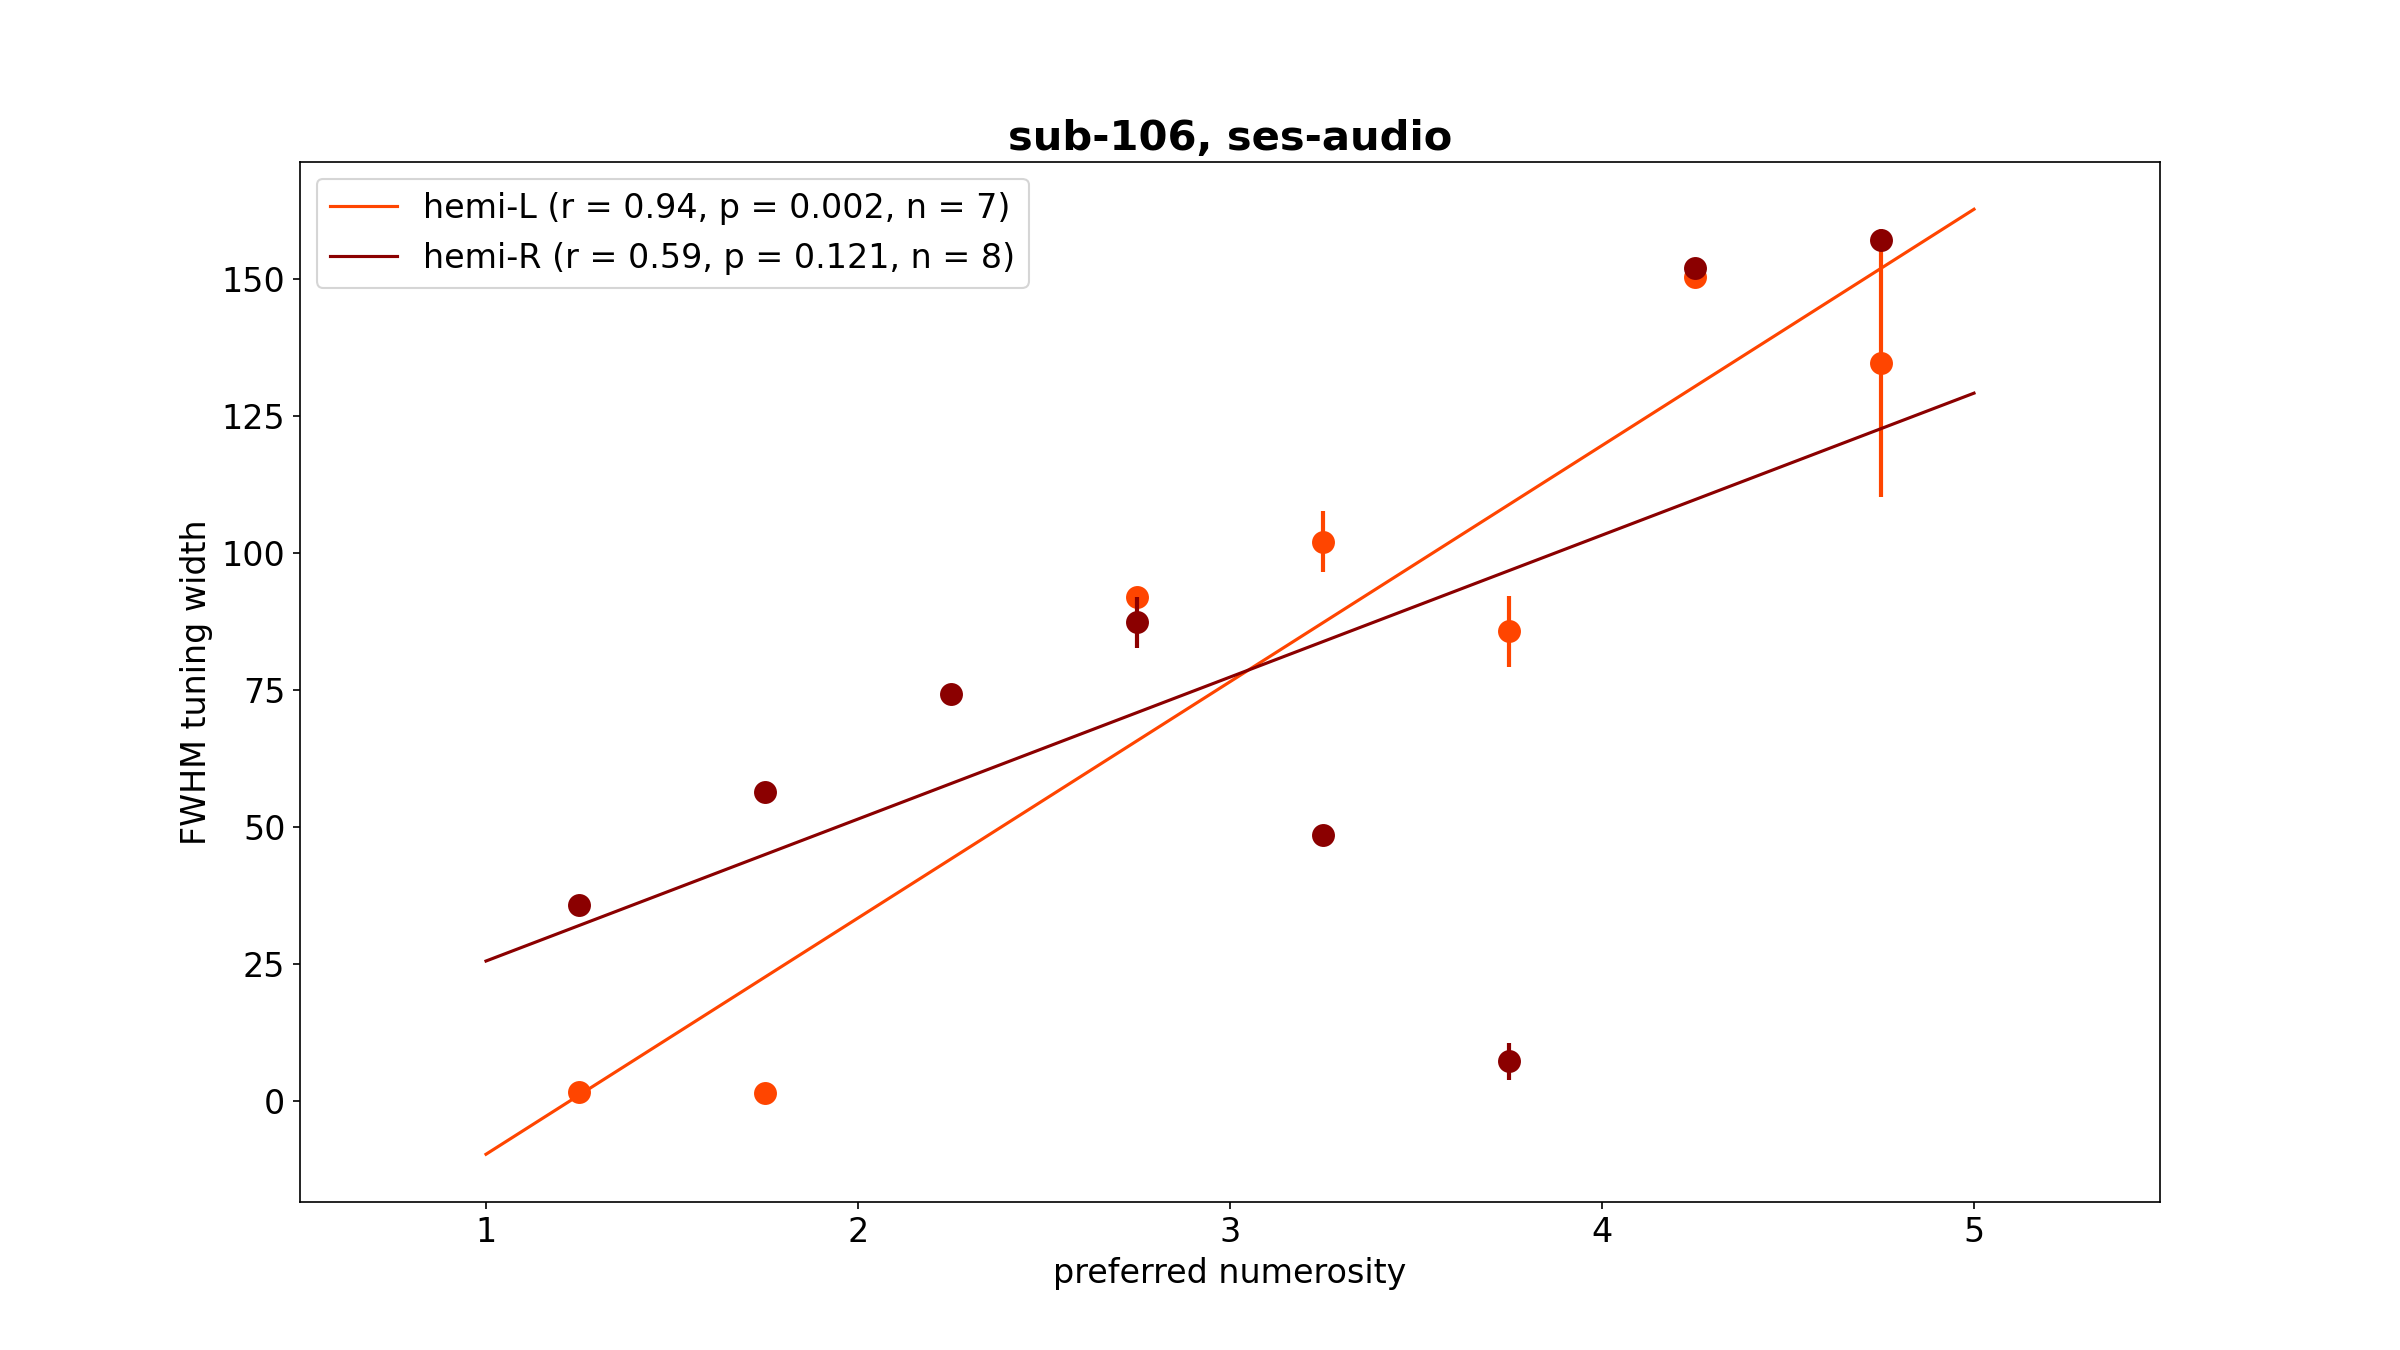 sub-106, ses-audio
hemi-L (r = 0.94, p = 0.002, n = 7)
hemi-R (r = 0.59, p = 0.121, n = 8)
150
125
100
75
50
25
0
FWHM tuning width
1 2 3 4 5
preferred numerosity